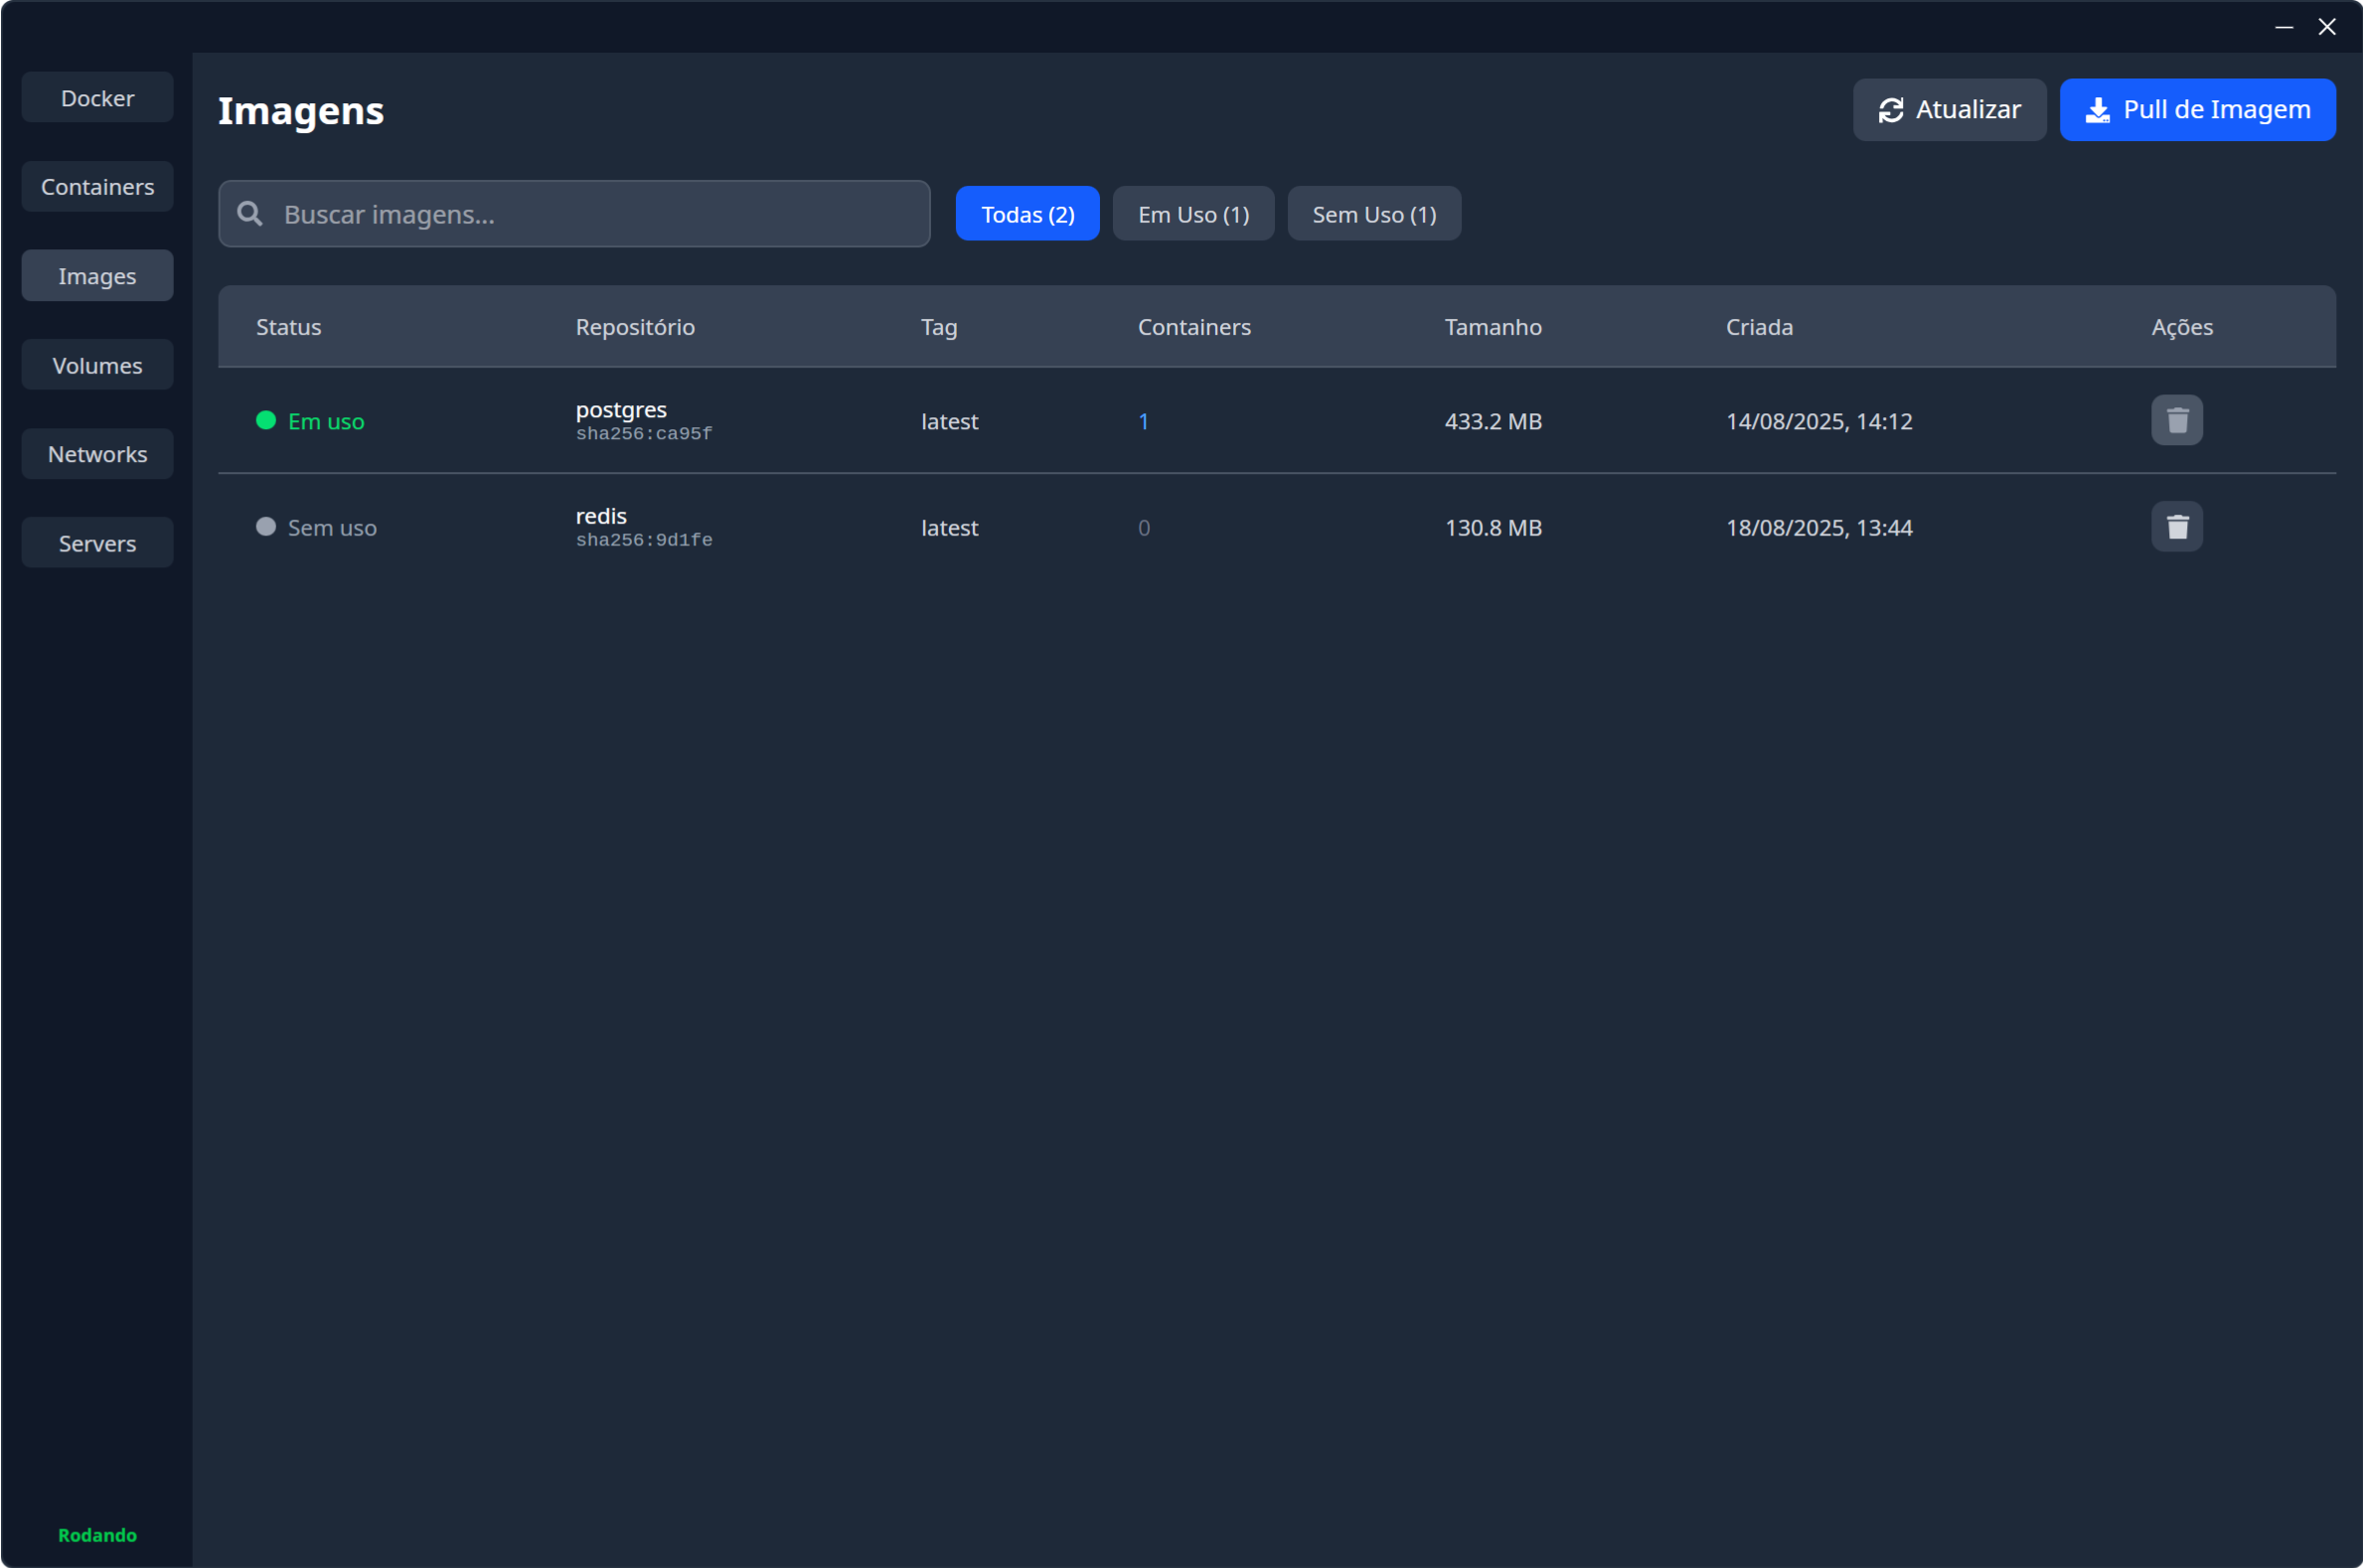 Docker
Containers
Images
Volumes
Networks
Servers
Rodando
Imagens
Atualizar
Pull de Imagem
Buscar imagens...
Todas (2)
Em Uso (1)
Sem Uso (1)
Status Repositório Tag Containers Tamanho Criada Ações
Em uso postgres latest 1 433.2 MB 14/08/2025, 14:12
sha256:ca95f
Sem uso redis latest 0 130.8 MB 18/08/2025, 13:44
sha256:9d1fe